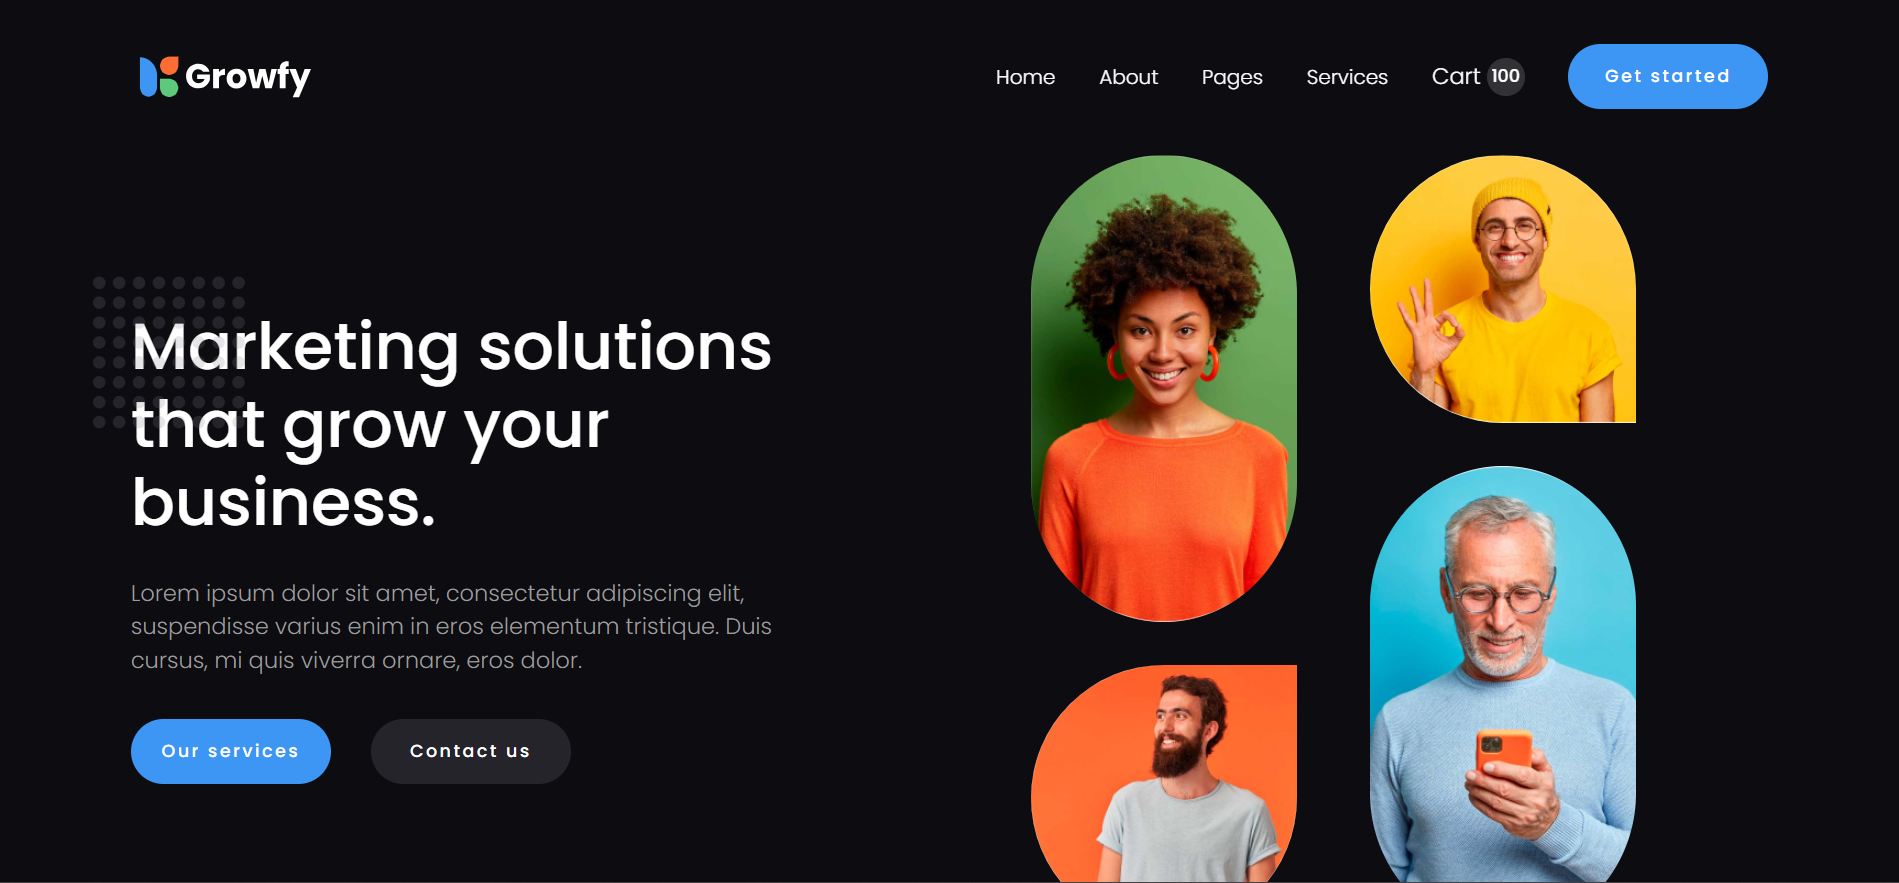 Growfy
Home About Pages Services Cart 100 Get started
Marketing solutions
that grow your
business.
Lorem ipsum dolor sit amet, consectetur adipiscing elit,
suspendisse varius enim in eros elementum tristique. Duis
cursus, mi quis viverra ornare, eros dolor.
Our services Contact us